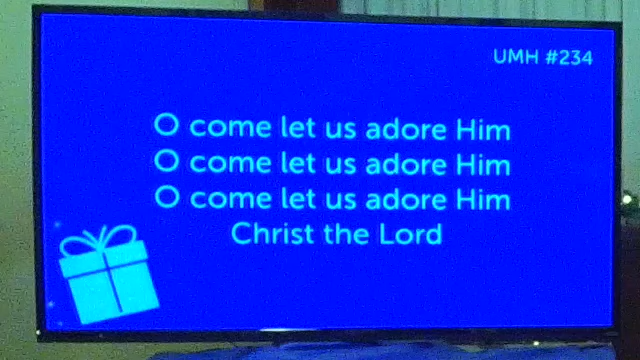 UMH #234
O come let us adore Him
O come let us adore Him
O come let us adore Him
Christ the Lord